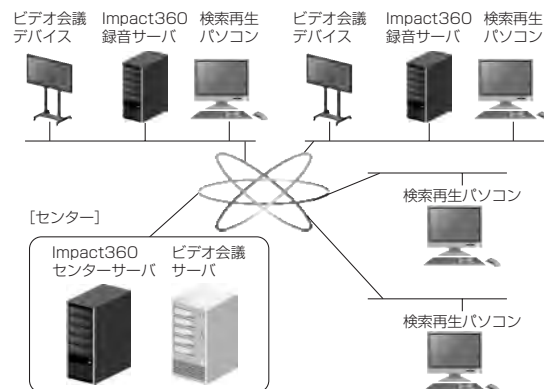 ビデオ会議
デバイス
Impact360
録音サーバ
検索再生
パソコン
ビデオ会議
デバイス
Impact360
録音サーバ
検索再生
パソコン
検索再生パソコン
[センター]
Impact360
センターサーバ
ビデオ会議
サーバ
検索再生パソコン